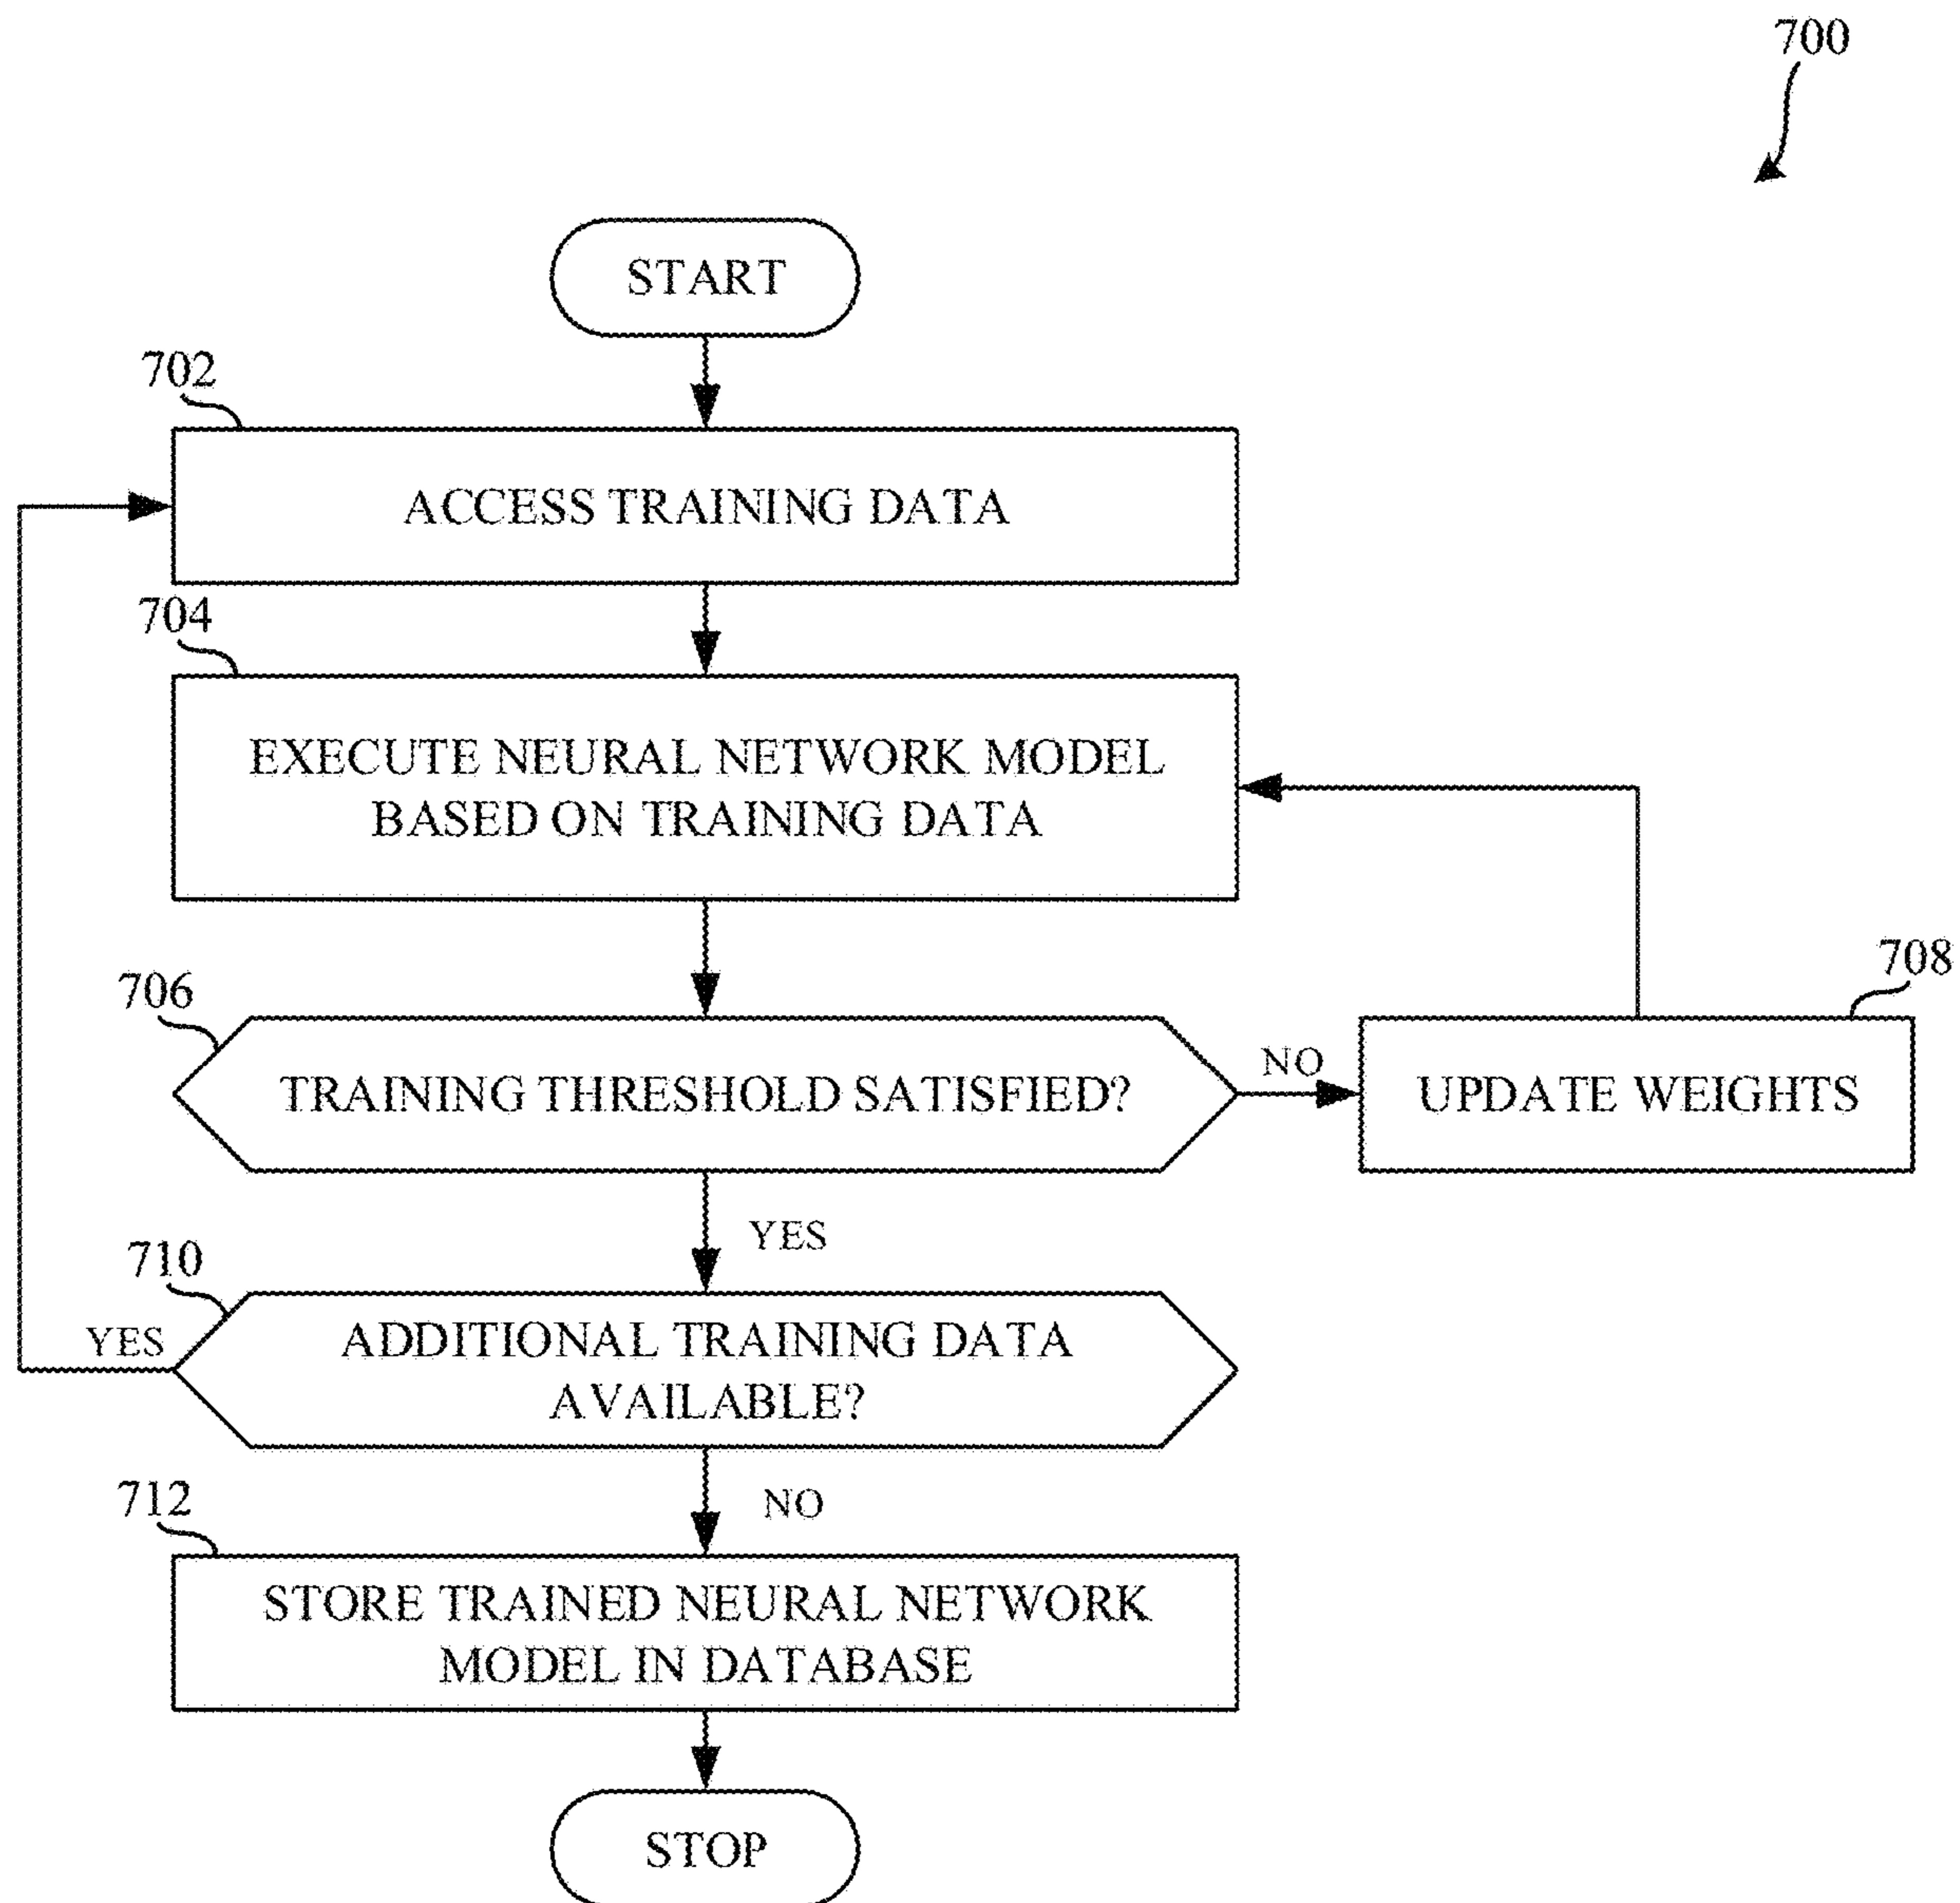 700
START
702
ACCESS TRAINING DATA
704
EXECUTE NEURAL NETWORK MODEL
BASED ON TRAINING DATA
706
TRAINING THRESHOLD SATISFIED?
NO
708
UPDATE WEIGHTS
YES
710
YES
ADDITIONAL TRAINING DATA
AVAILABLE?
NO
712
STORE TRAINED NEURAL NETWORK
MODEL IN DATABASE
STOP